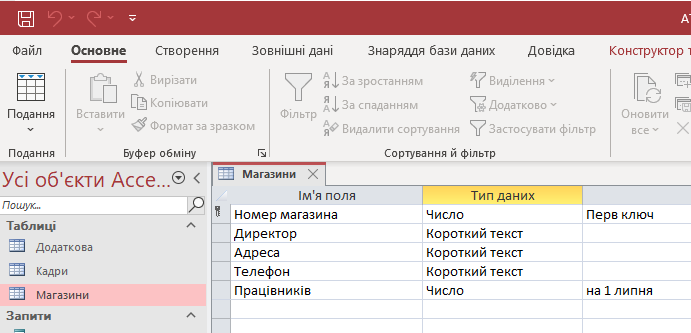 АТ
Файл Основне Створення Зовнішні дані Знаряддя бази даних Довідка Конструктор т
Подання
Вставити
Вирізати
Копіювати
Формат за зразком
Фільтр
За зростанням
За спаданням
Видалити сортування
Виділення
Додатково
Застосувати фільтр
Оновити
все
Подання Буфер обміну Сортування й фільтр
Усі об'єкти Acce...
Пошук...
Таблиці
Додаткова
Кадри
Магазини
Запити
Магазини
Ім'я поля Тип даних
Номер магазина Число Перв ключ
Директор Короткий текст
Адреса Короткий текст
Телефон Короткий текст
Працівників Число на 1 липня